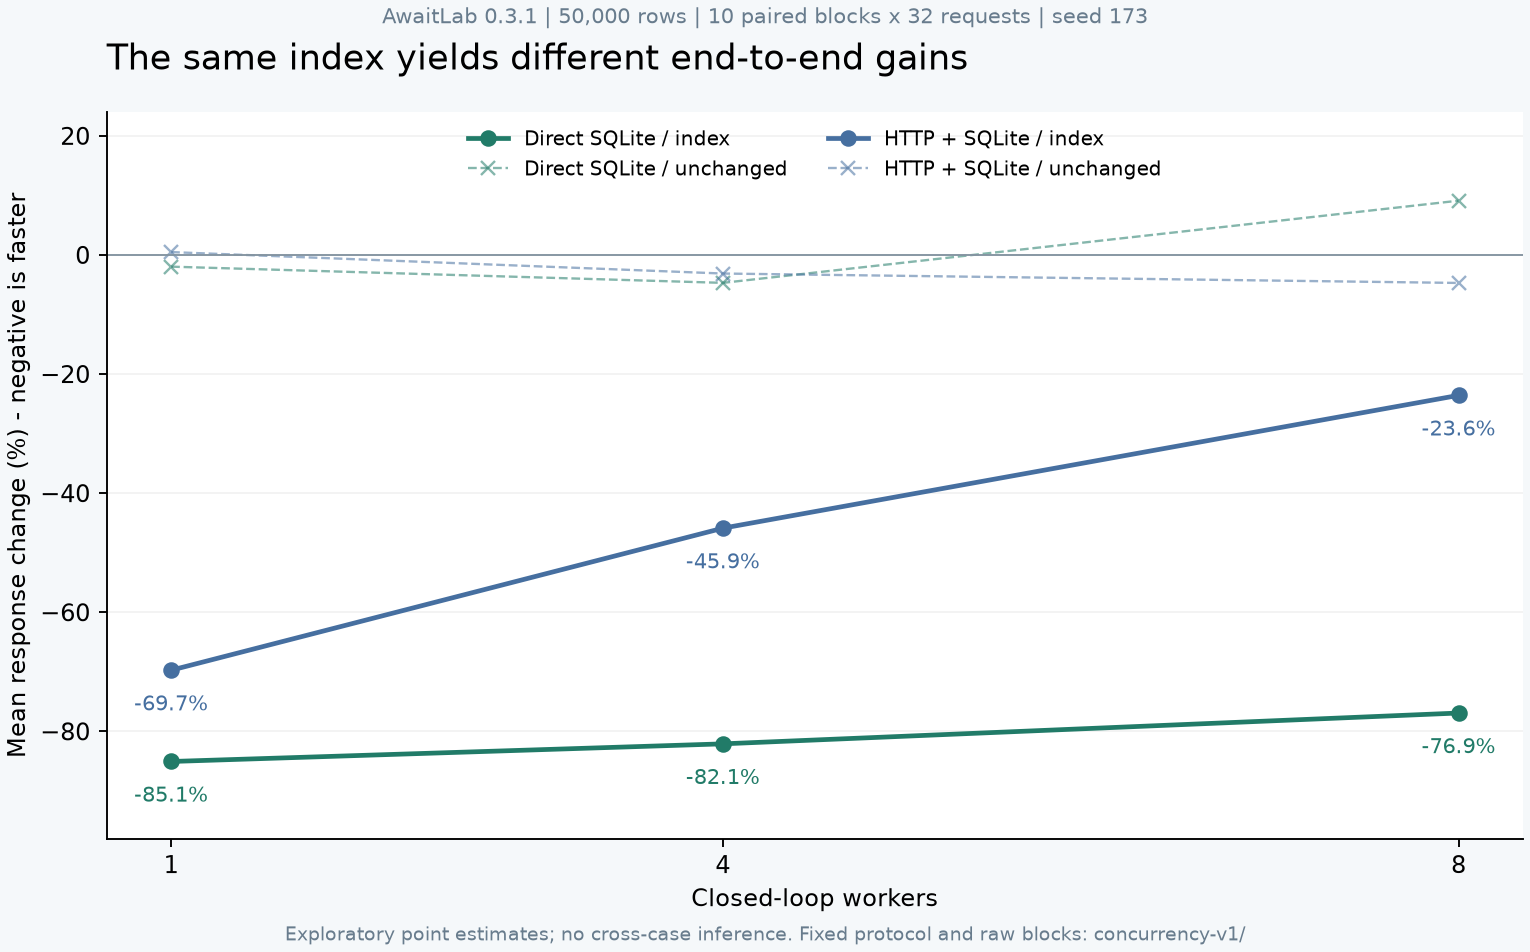 AwaitLab 0.3.1 | 50,000 rows | 10 paired blocks x 32 requests | seed 173
The same index yields different end-to-end gains
Direct SQLite / index
HTTP + SQLite / index
Direct SQLite / unchanged
HTTP + SQLite / unchanged
Mean response change (%) - negative is faster
20
0
−20
−40
−60
−80
-69.7%
-45.9%
-23.6%
-85.1%
-82.1%
-76.9%
1
4
8
Closed-loop workers
Exploratory point estimates; no cross-case inference. Fixed protocol and raw blocks: concurrency-v1/